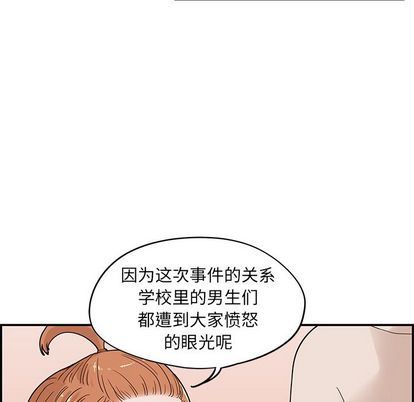 因为这次事件的关系
学校里的男生们
都遭到大家愤怒
的眼光呢